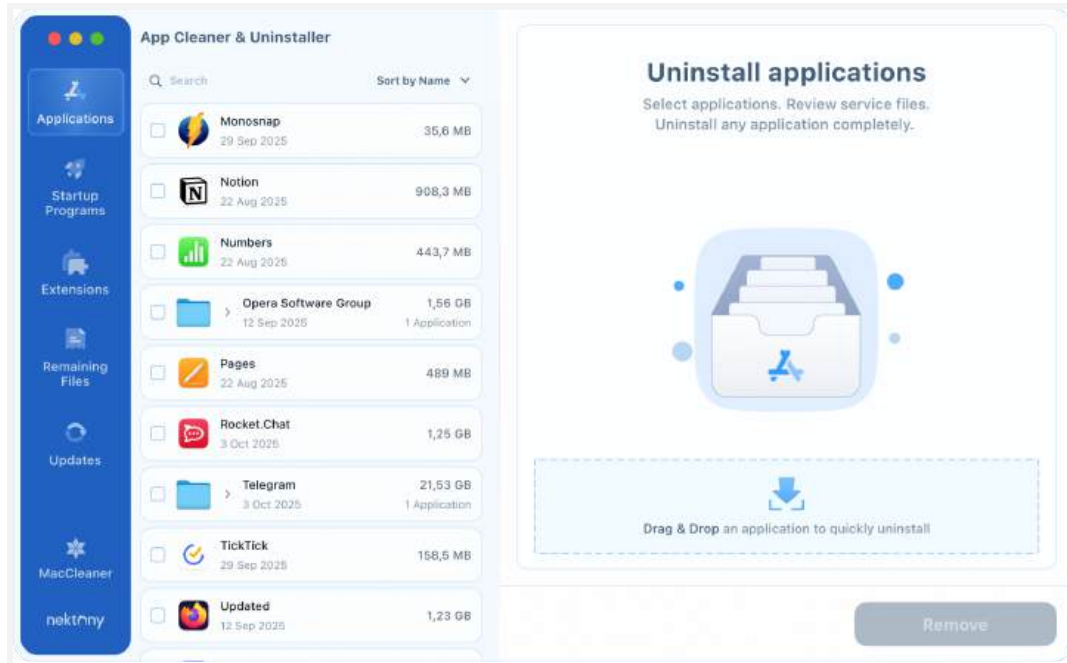 App Cleaner & Uninstaller
Applications
Startup
Programs
Extensions
Remaining
Files
Updates
MacCleaner
nektony
Search
Sort by Name
Monosnap
29 Sep 2025
35,6 MB
Notion
22 Aug 2025
908,3 MB
Numbers
22 Aug 2025
443,7 MB
Opera Software Group
12 Sep 2025
1,56 GB
1 Application
Pages
22 Aug 2025
489 MB
Rocket.Chat
3 Oct 2025
1,25 GB
Telegram
3 Oct 2025
21,53 GB
1 Application
TickTick
29 Sep 2025
158,5 MB
Updated
12 Sep 2025
1,23 GB
Uninstall applications
Select applications. Review service files.
Uninstall any application completely.
Drag & Drop an application to quickly uninstall
Remove